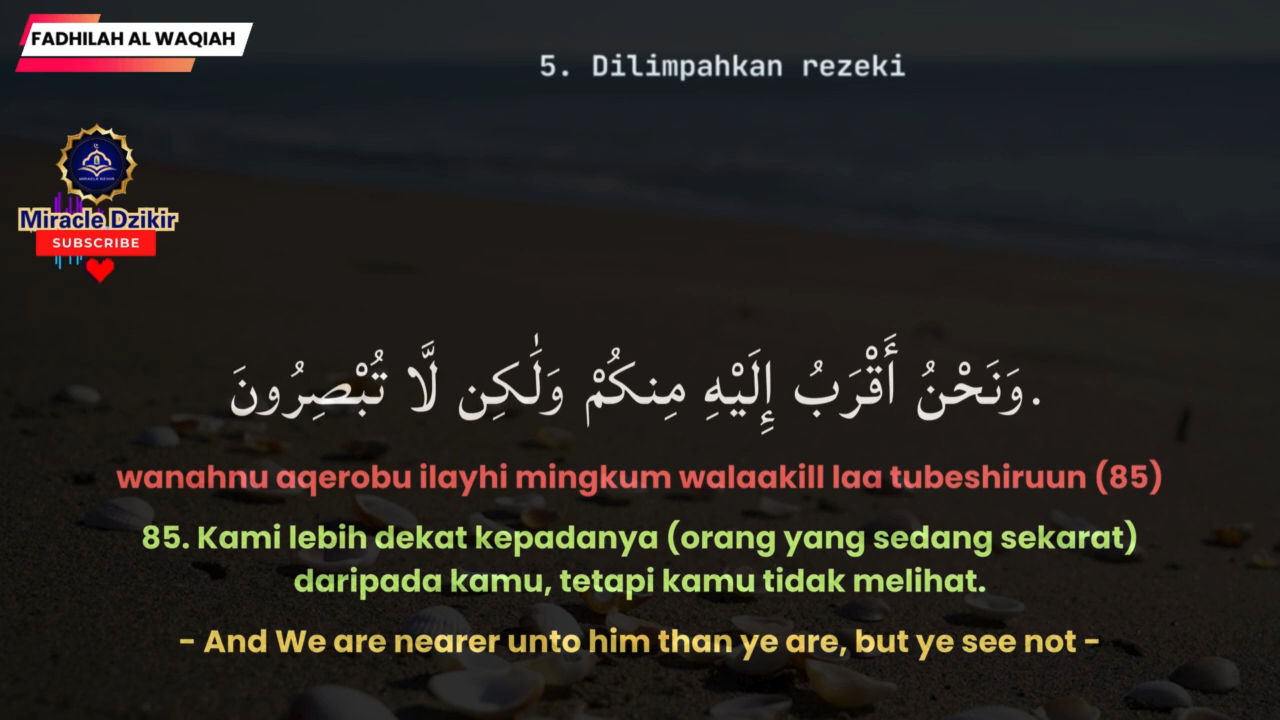 FADHILAH AL WAQIAH
5. Dilimpahkan rezeki
Miracle Dzikir
SUBSCRIBE
وَنَحْنُ أَقْرَبُ إِلَيْهِ مِنكُمْ وَلَٰكِن لَّا تُبْصِرُونَ.
wanahnu aqerobu ilayhi mingkum walaakill laa tubeshiruun (85)
85. Kami lebih dekat kepadanya (orang yang sedang sekarat)
daripada kamu, tetapi kamu tidak melihat.
- And We are nearer unto him than ye are, but ye see not -